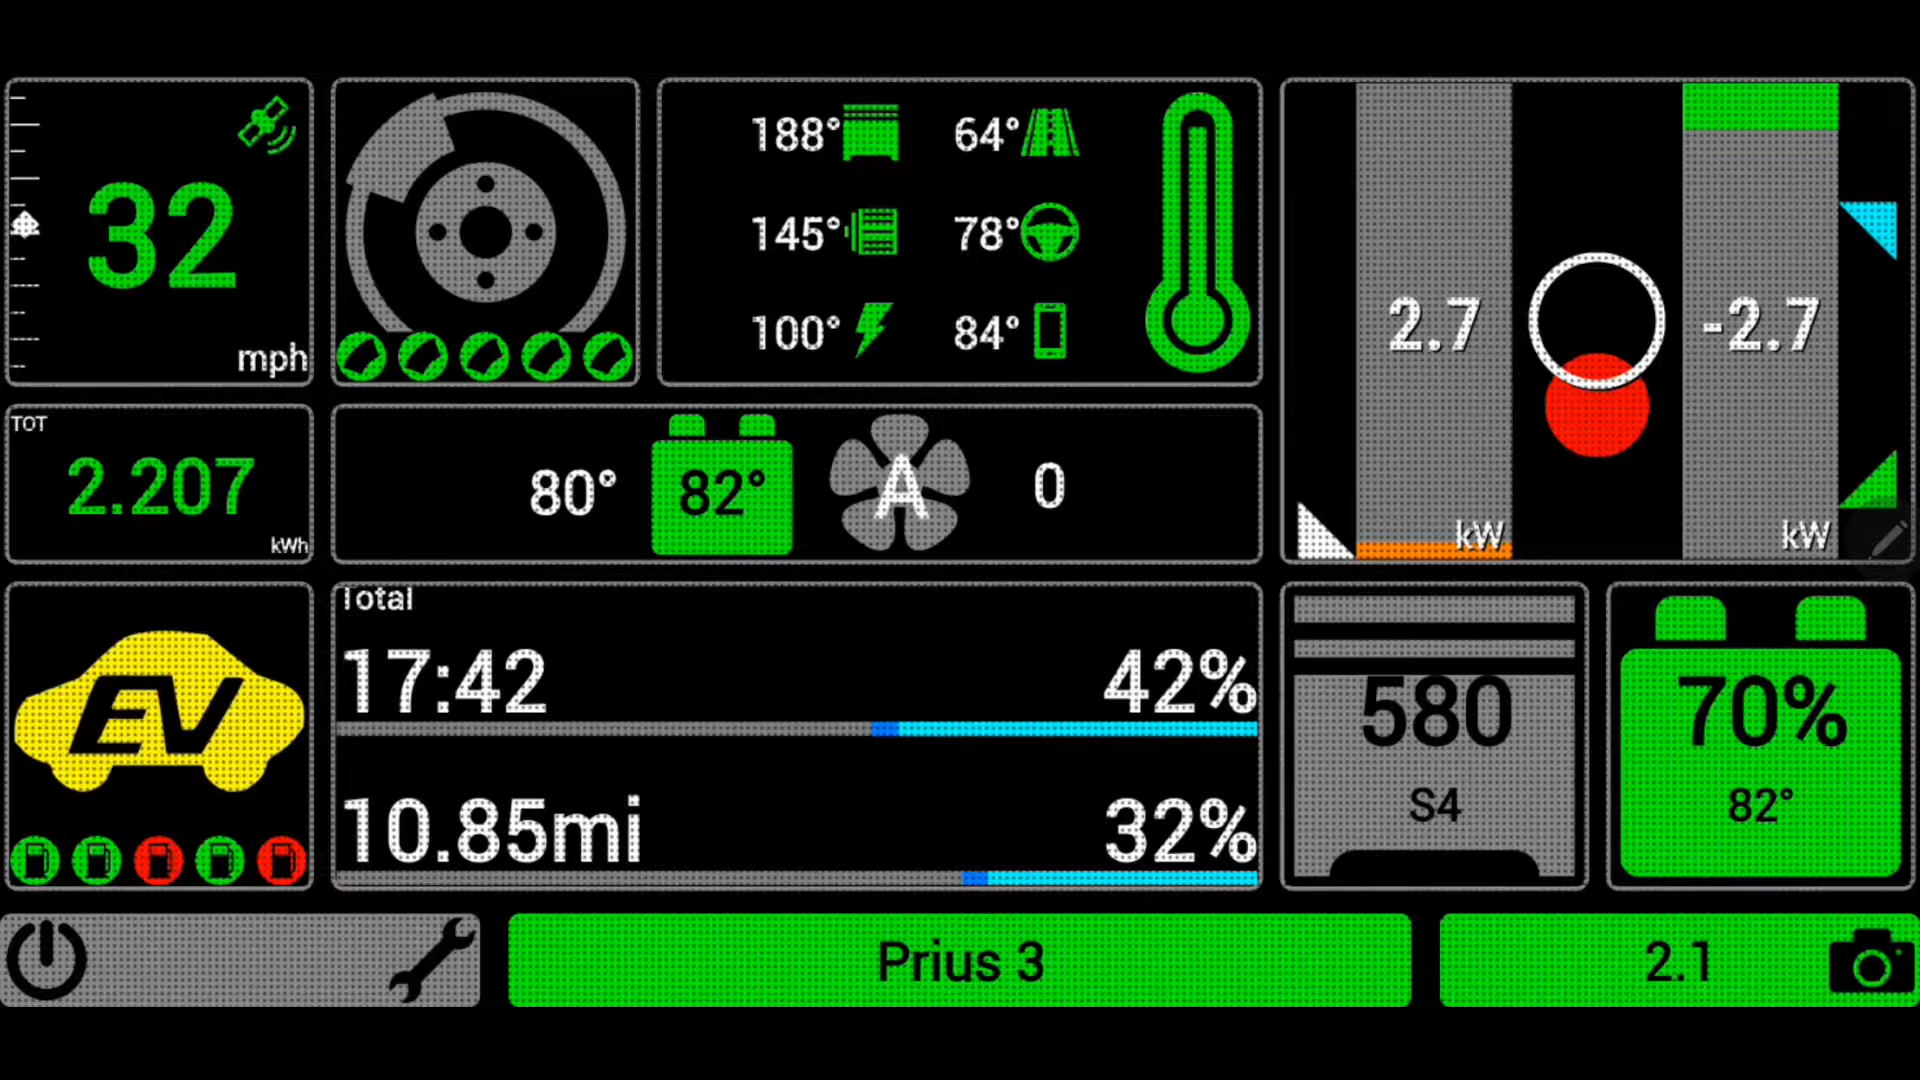 32
mph
188° 64°
145° 78°
100° 84°
2.7 -2.7
kW kW
TOT
2.207
kWh
80° 82° A 0
EV
Total
17:42 42%
10.85mi 32%
580
S4
70%
82°
Prius 3
2.1